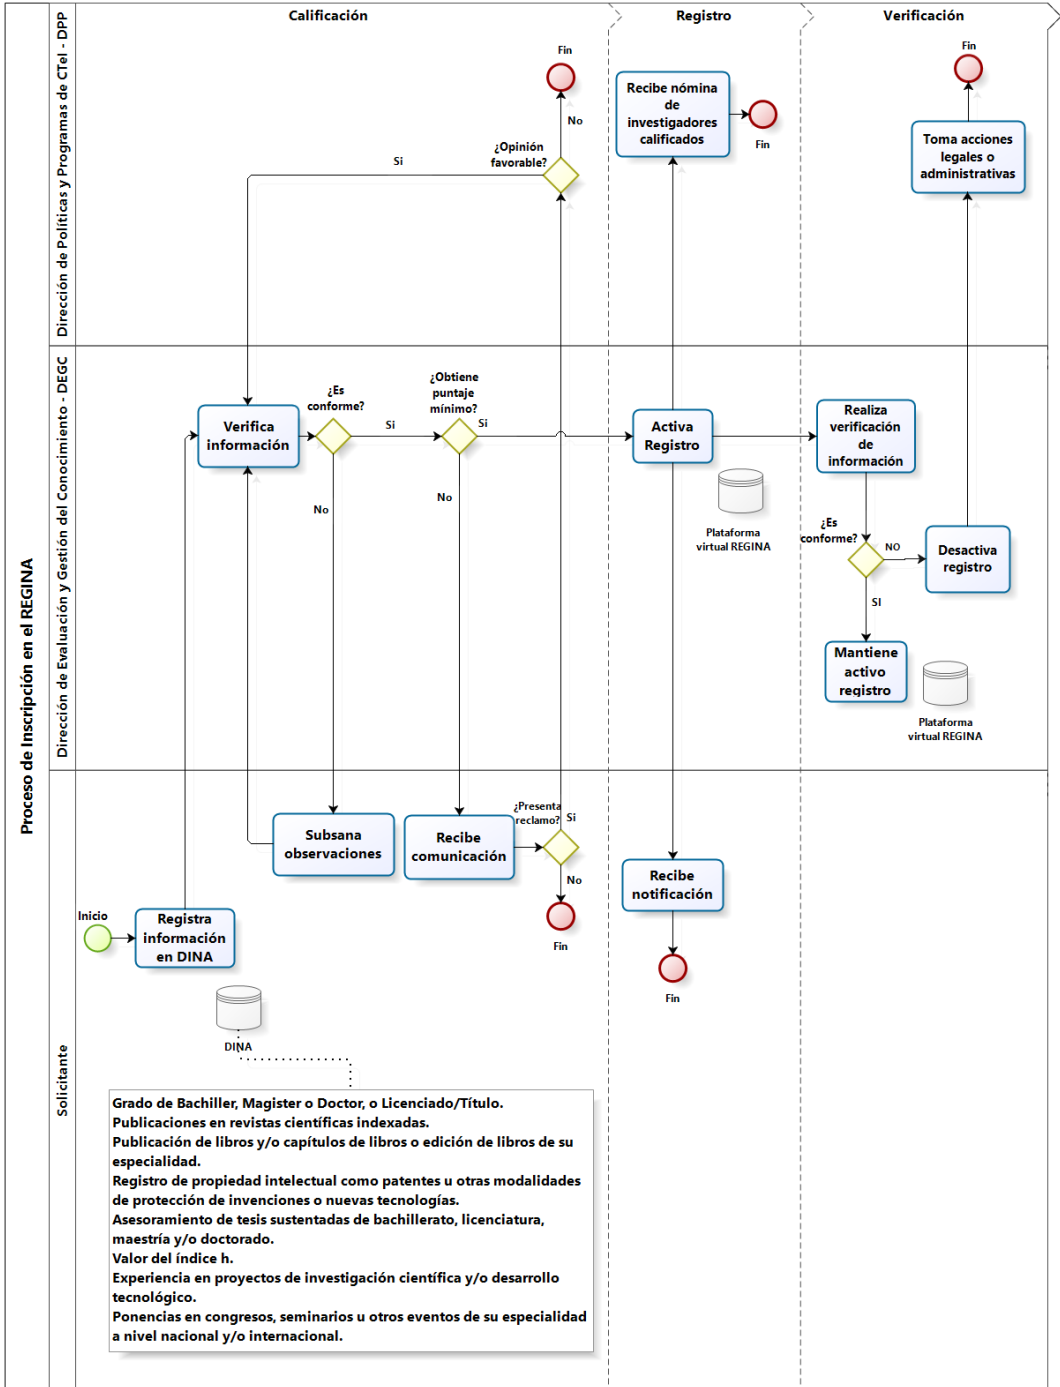 Proceso de Inscripción en el REGINA
Calificación
Registro
Verificación
Dirección de Políticas y Programas de CTeI - DPP
Fin
No
¿Opinión
favorable?
Si
Recibe nómina
de
investigadores
calificados
Fin
Fin
Toma acciones
legales o
administrativas
Dirección de Evaluación y Gestión del Conocimiento - DEGC
Verifica
información
¿Es
conforme?
Si
No
¿Obtiene
puntaje
mínimo?
Si
No
Activa
Registro
Plataforma
virtual REGINA
Realiza
verificación
de
información
¿Es
conforme?
NO
Desactiva
registro
SI
Mantiene
activo
registro
Plataforma
virtual REGINA
Solicitante
Subsana
observaciones
Recibe
comunicación
¿Presenta
reclamo?
Si
No
Fin
Recibe
notificación
Fin
Inicio
Registra
información
en DINA
DINA
Grado de Bachiller, Magister o Doctor, o Licenciado/Título.
Publicaciones en revistas científicas indexadas.
Publicación de libros y/o capítulos de libros o edición de libros de su
especialidad.
Registro de propiedad intelectual como patentes u otras modalidades
de protección de invenciones o nuevas tecnologías.
Asesoramiento de tesis sustentadas de bachillerato, licenciatura,
maestría y/o doctorado.
Valor del índice h.
Experiencia en proyectos de investigación científica y/o desarrollo
tecnológico.
Ponencias en congresos, seminarios u otros eventos de su especialidad
a nivel nacional y/o internacional.